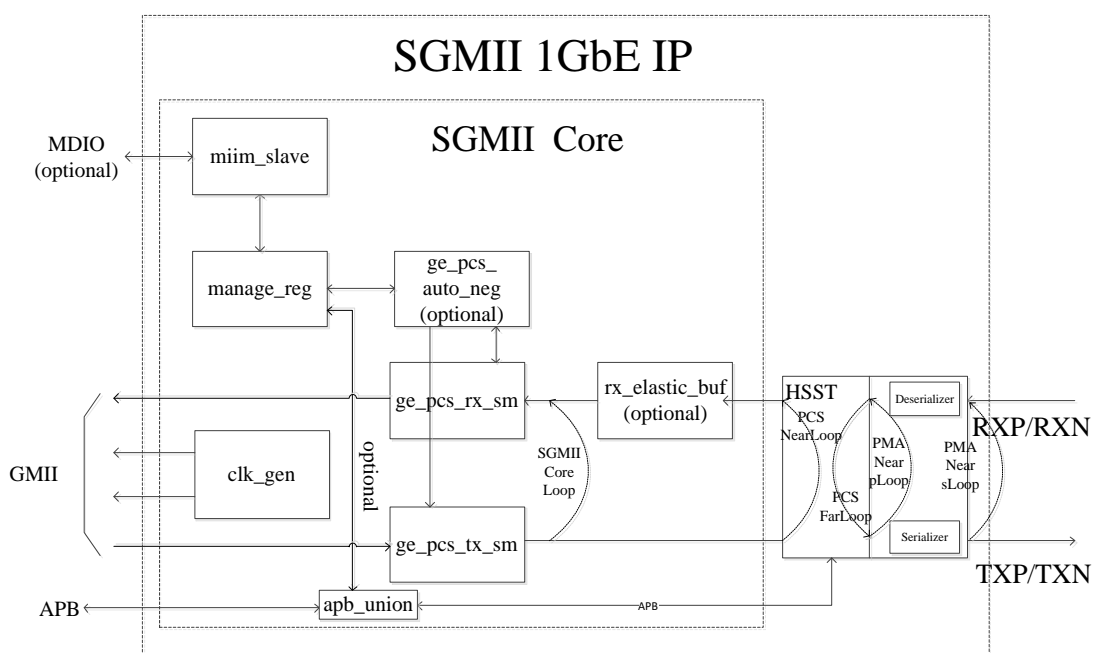 SGMII 1GbE IP
SGMII Core
MDIO
(optional)
miim_slave
manage_reg
ge_pcs_
auto_neg
(optional)
ge_pcs_rx_sm
rx_elastic_buf
(optional)
HSST
PCS
NearLoop
Deserializer
RXP/RXN
GMII
clk_gen
optional
SGMII
Core
Loop
PMA
Near
pLoop
PMA
Near
sLoop
PCS
FarLoop
ge_pcs_tx_sm
Serializer
TXP/TXN
APB
apb_union
APB